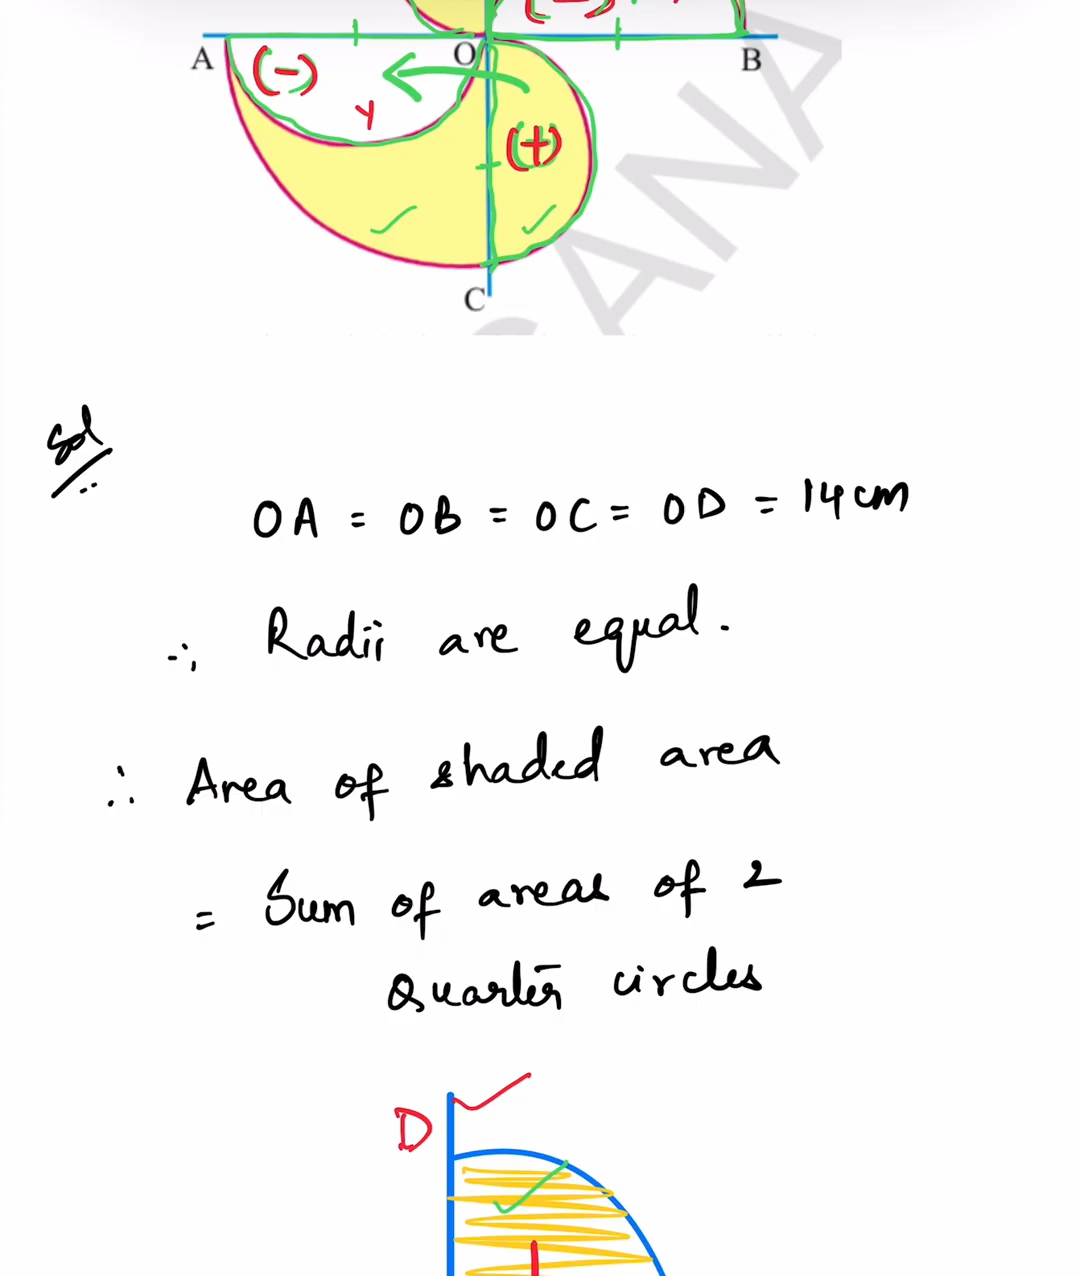 (-)
A
O
B
(-)
Y
(+)
C
Sol
OA = OB = OC = OD = 14cm
∴ Radii are equal.
∴ Area of shaded area
= Sum of areas of 2
Quarter circles
D